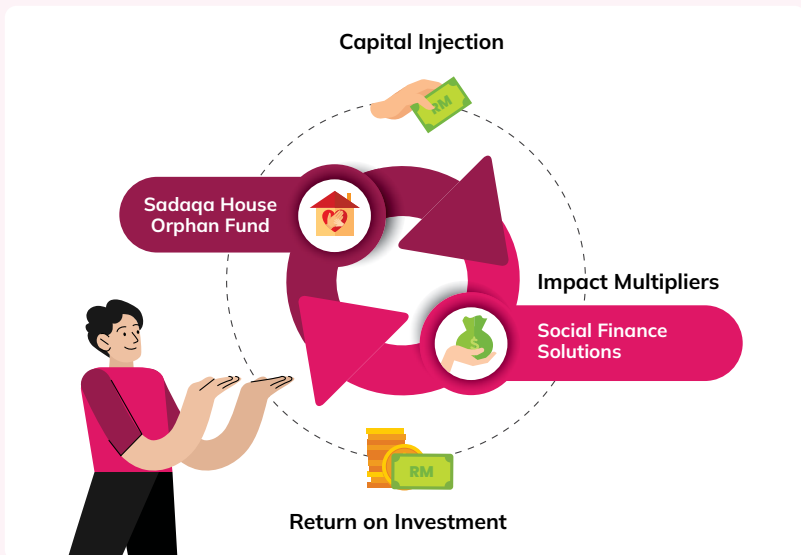 Capital Injection
RM
Sadaqa House
Orphan Fund
Impact Multipliers
Social Finance
Solutions
$
RM
Return on Investment